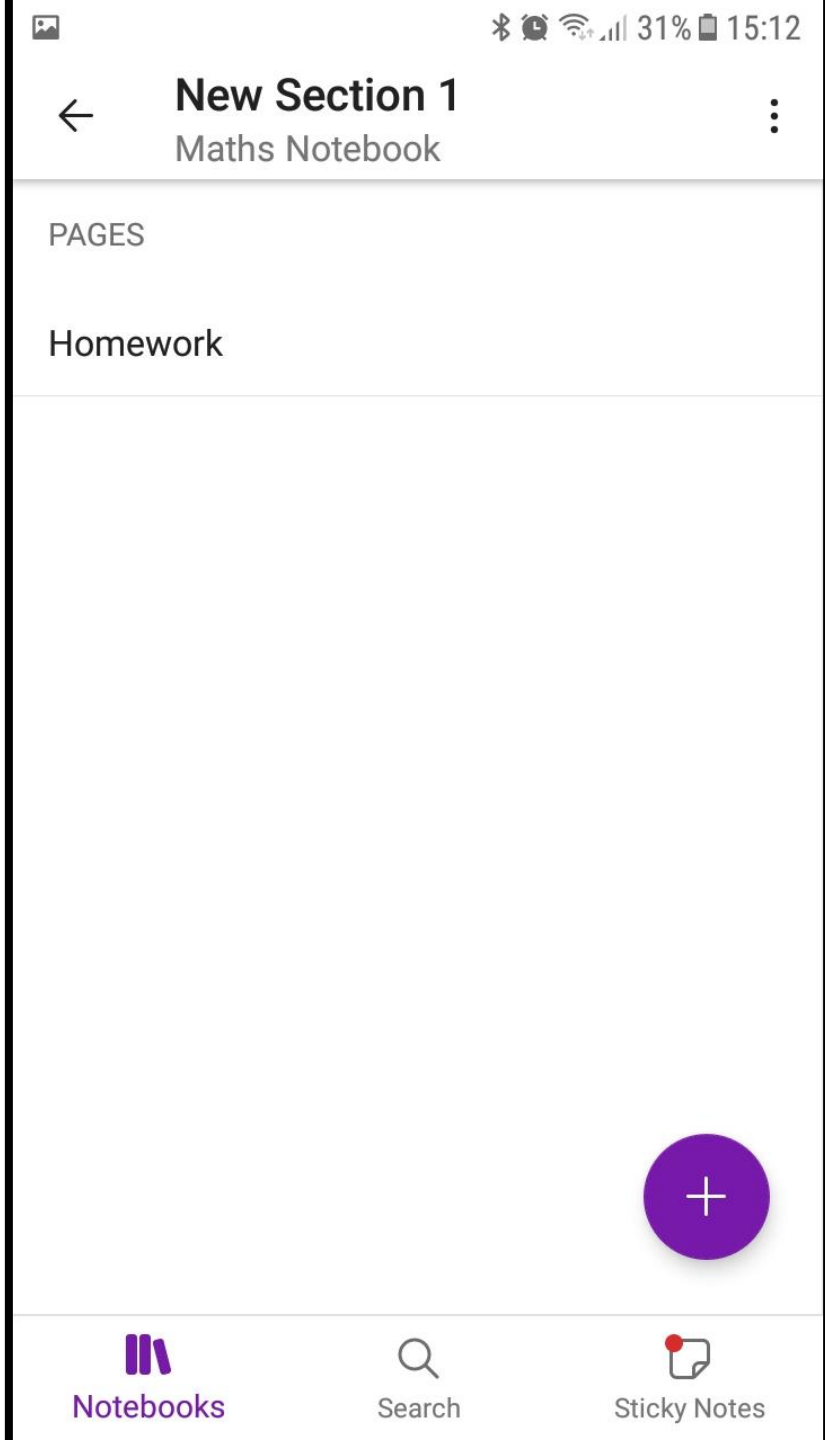 31% 15:12
New Section 1
Maths Notebook
PAGES
Homework
Notebooks Search Sticky Notes